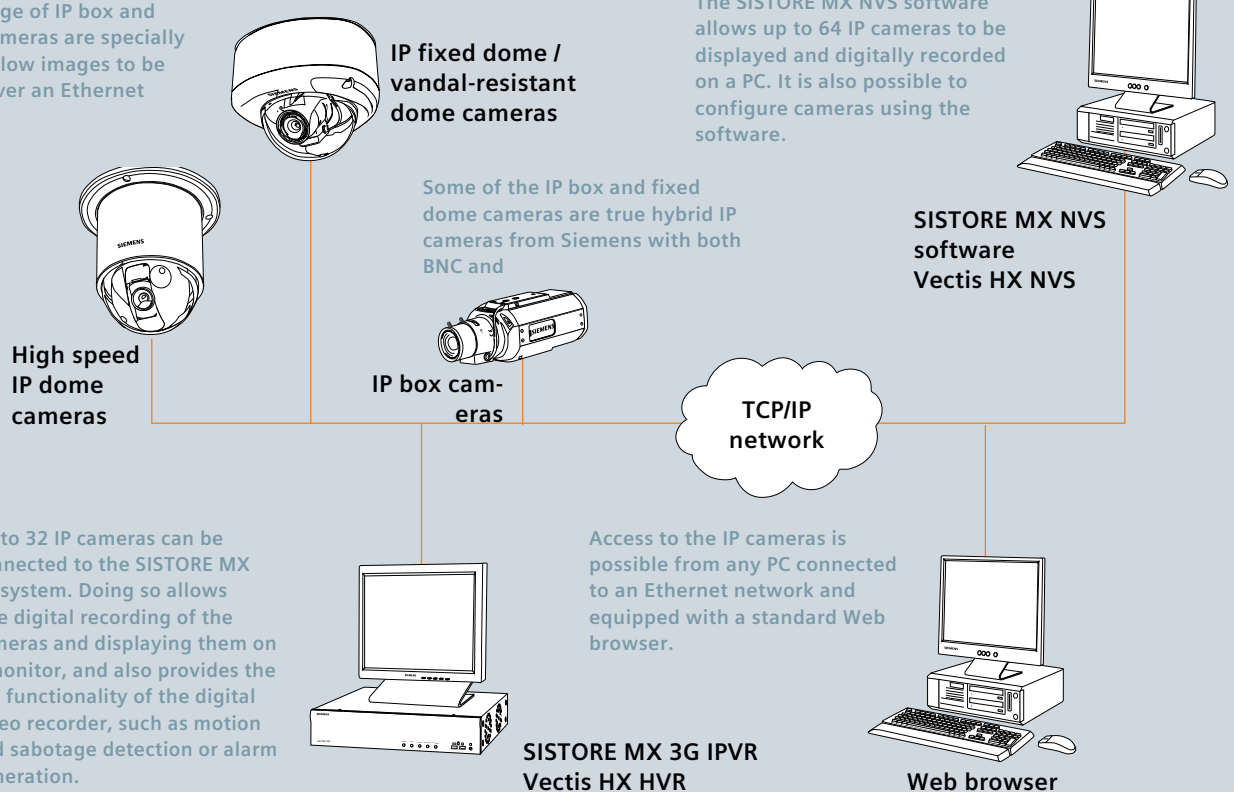 ge of IP box and
meras are specially
low images to be
ver an Ethernet
IP fixed dome /
vandal-resistant
dome cameras
The SISTORE MX NVS software
allows up to 64 IP cameras to be
displayed and digitally recorded
on a PC. It is also possible to
configure cameras using the
software.
SIEMENS
SIEMENS
Some of the IP box and fixed
dome cameras are true hybrid IP
cameras from Siemens with both
BNC and
SISTORE MX NVS
software
Vectis HX NVS
SIEMENS
SIEMENS
High speed
IP dome
cameras
IP box cam-
eras
TCP/IP
network
to 32 IP cameras can be
nnected to the SISTORE MX
system. Doing so allows
e digital recording of the
meras and displaying them on
monitor, and also provides the
functionality of the digital
eo recorder, such as motion
d sabotage detection or alarm
neration.
Access to the IP cameras is
possible from any PC connected
to an Ethernet network and
equipped with a standard Web
browser.
SIEMENS
SIEMENS
SISTORE MX 3G IPVR
Vectis HX HVR
Web browser